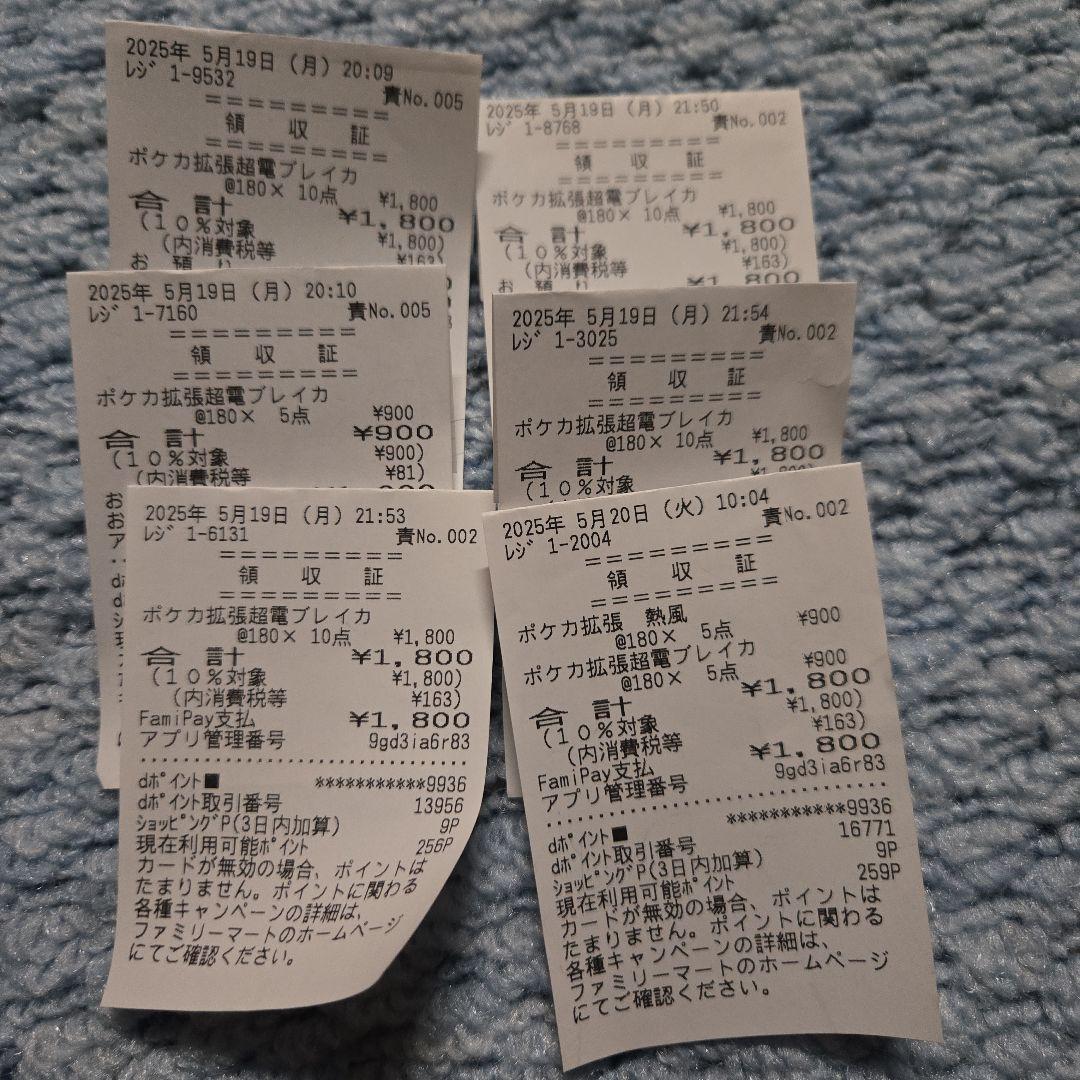 2025年 5月19日（月）20:09
ﾚｼﾞ 1-9532 責No.005
=========
領 収 証
=========
ポケカ拡張超電ブレイカ
@180× 10点 ¥1,800
合 計 ¥1,800
（10％対象 ¥1,800）
（内消費税等 ¥163）
お 預 り
2025年 5月19日（月）21:50
ﾚｼﾞ 1-8768 責No.002
=========
領 収 証
=========
ポケカ拡張超電ブレイカ
@180× 10点 ¥1,800
合 計 ¥1,800
（10％対象 ¥1,800）
（内消費税等 ¥163）
お 預 り ¥1,800
2025年 5月19日（月）20:10
ﾚｼﾞ 1-7160 責No.005
=========
領 収 証
=========
ポケカ拡張超電ブレイカ
@180× 5点 ¥900
合 計 ¥900
（10％対象 ¥900）
（内消費税等 ¥81）
2025年 5月19日（月）21:54
ﾚｼﾞ 1-3025 責No.002
=========
領 収 証
=========
ポケカ拡張超電ブレイカ
@180× 10点 ¥1,800
合 計 ¥1,800
（10％対象 ¥1,800）
2025年 5月19日（月）21:53
ﾚｼﾞ 1-6131 責No.002
=========
領 収 証
=========
ポケカ拡張超電ブレイカ
@180× 10点 ¥1,800
合 計 ¥1,800
（10％対象 ¥1,800）
（内消費税等 ¥163）
FamiPay支払 ¥1,800
アプリ管理番号 9gd3ia6r83
dﾎﾟｲﾝﾄ■ ***********9936
dﾎﾟｲﾝﾄ取引番号 13956
ｼｮｯﾋﾟﾝｸﾞP(3日内加算) 9P
現在利用可能ﾎﾟｲﾝﾄ 256P
カードが無効の場合、ポイントは
たまりません。ポイントに関わる
各種キャンペーンの詳細は、
ファミリーマートのホームページ
にてご確認ください。
2025年 5月20日（火）10:04
ﾚｼﾞ 1-2004 責No.002
=========
領 収 証
=========
ポケカ拡張 熱風
@180× 5点 ¥900
ポケカ拡張超電ブレイカ
@180× 5点 ¥900
合 計 ¥1,800
（10％対象 ¥1,800）
（内消費税等 ¥163）
FamiPay支払 ¥1,800
アプリ管理番号 9gd3ia6r83
dﾎﾟｲﾝﾄ■ ***********9936
dﾎﾟｲﾝﾄ取引番号 16771
ｼｮｯﾋﾟﾝｸﾞP(3日内加算) 9P
現在利用可能ﾎﾟｲﾝﾄ 259P
カードが無効の場合、ポイントは
たまりません。ポイントに関わる
各種キャンペーンの詳細は、
ファミリーマートのホームページ
にてご確認ください。